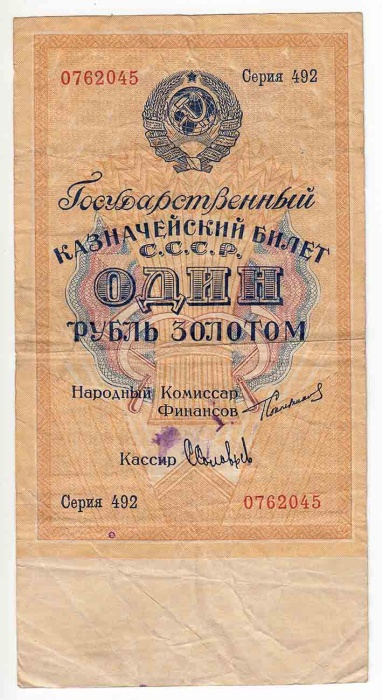 0762045 Серия 492
Государственный
КАЗНАЧЕЙСКИЙ БИЛЕТ
С.С.С.Р.
ОДИН
РУБЛЬ ЗОЛОТОМ
Народный Комиссар
Финансов
Кассир
Серия 492 0762045